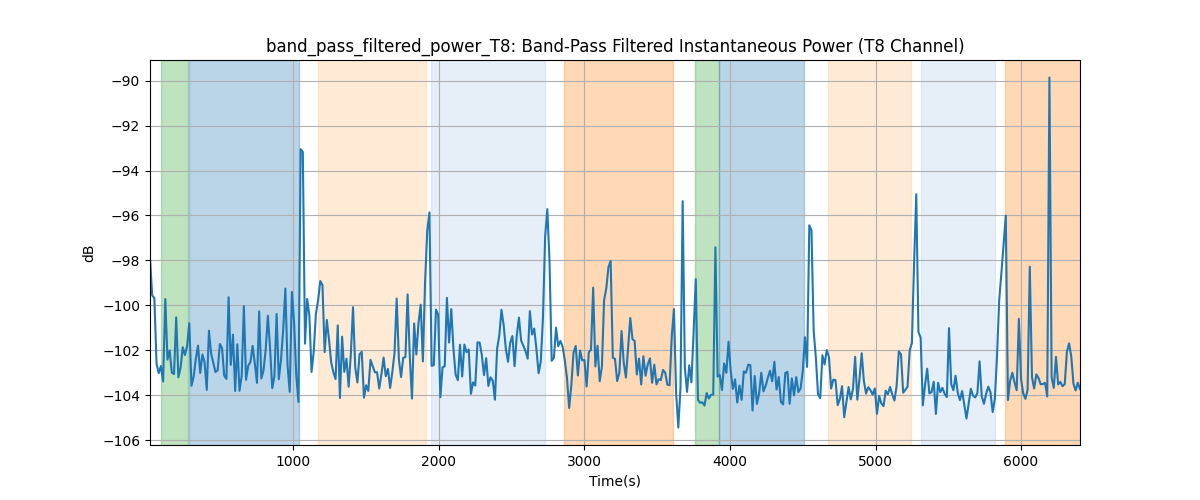 band_pass_filtered_power_T8: Band-Pass Filtered Instantaneous Power (T8 Channel)
−90
−92
−94
−96
−98
−100
−102
−104
−106
dB
1000 2000 3000 4000 5000 6000
Time(s)